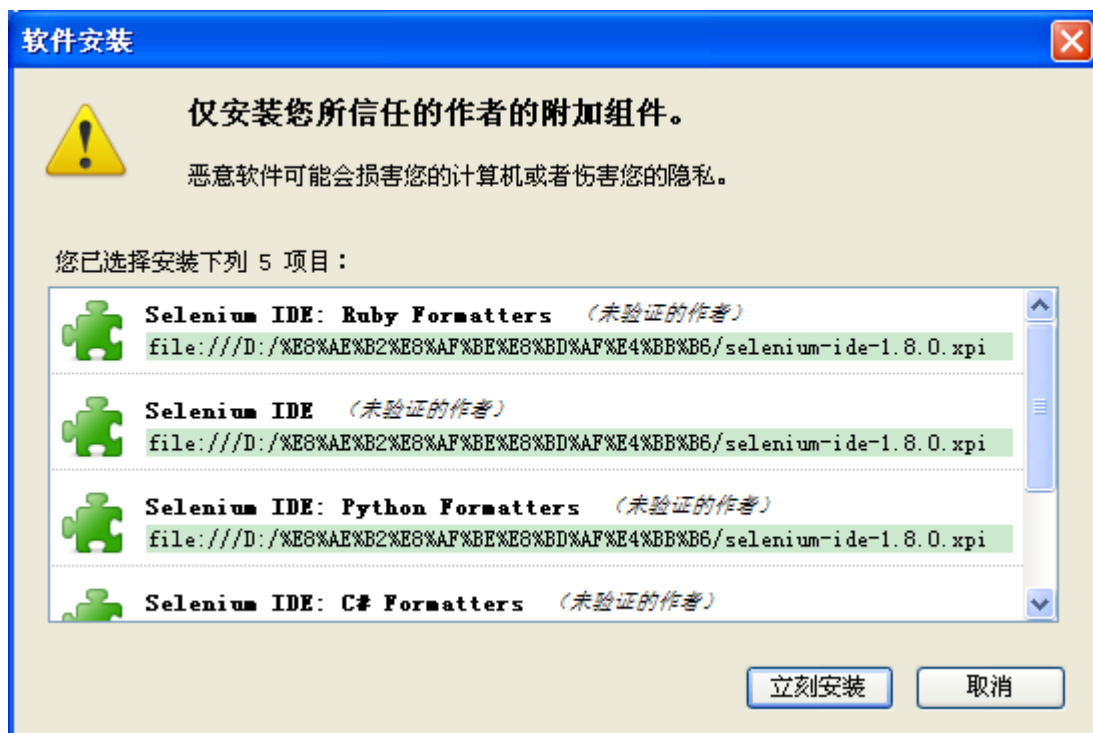 软件安装
仅安装您所信任的作者的附加组件。
恶意软件可能会损害您的计算机或者伤害您的隐私。
您已选择安装下列 5 项目：
Selenium IDE: Ruby Formatters （未验证的作者）
file:///D:/%E8%AE%B2%E8%AF%BE%E8%BD%AF%E4%BB%B6/selenium-ide-1.8.0.xpi
Selenium IDE （未验证的作者）
file:///D:/%E8%AE%B2%E8%AF%BE%E8%BD%AF%E4%BB%B6/selenium-ide-1.8.0.xpi
Selenium IDE: Python Formatters （未验证的作者）
file:///D:/%E8%AE%B2%E8%AF%BE%E8%BD%AF%E4%BB%B6/selenium-ide-1.8.0.xpi
Selenium IDE: C# Formatters （未验证的作者）
立刻安装 取消